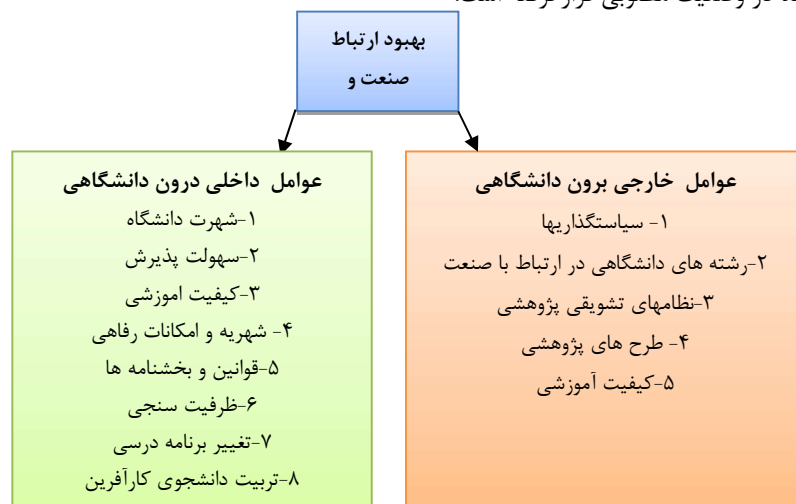 بهبود ارتباط
صنعت و
عوامل خارجی برون دانشگاهی
۱- سیاستگذاریها
۲-رشته های دانشگاهی در ارتباط با صنعت
۳-نظامهای تشویقی پژوهشی
۴- طرح های پژوهشی
۵-کیفیت آموزشی
عوامل داخلی درون دانشگاهی
۱-شهرت دانشگاه
۲-سهولت پذیرش
۳-کیفیت اموزشی
۴- شهریه و امکانات رفاهی
۵-قوانین و بخشنامه ها
۶-ظرفیت سنجی
۷-تغییر برنامه درسی
۸-تربیت دانشجوی کارآفرین